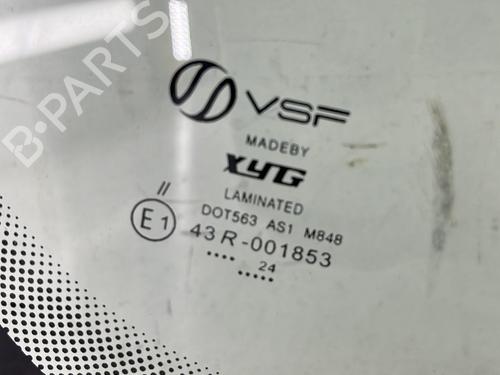 B-PARTS
VSF
MADEBY
XYG
LAMINATED
DOT563 AS1 M848
//
E1
43R-001853
.... 24 .....